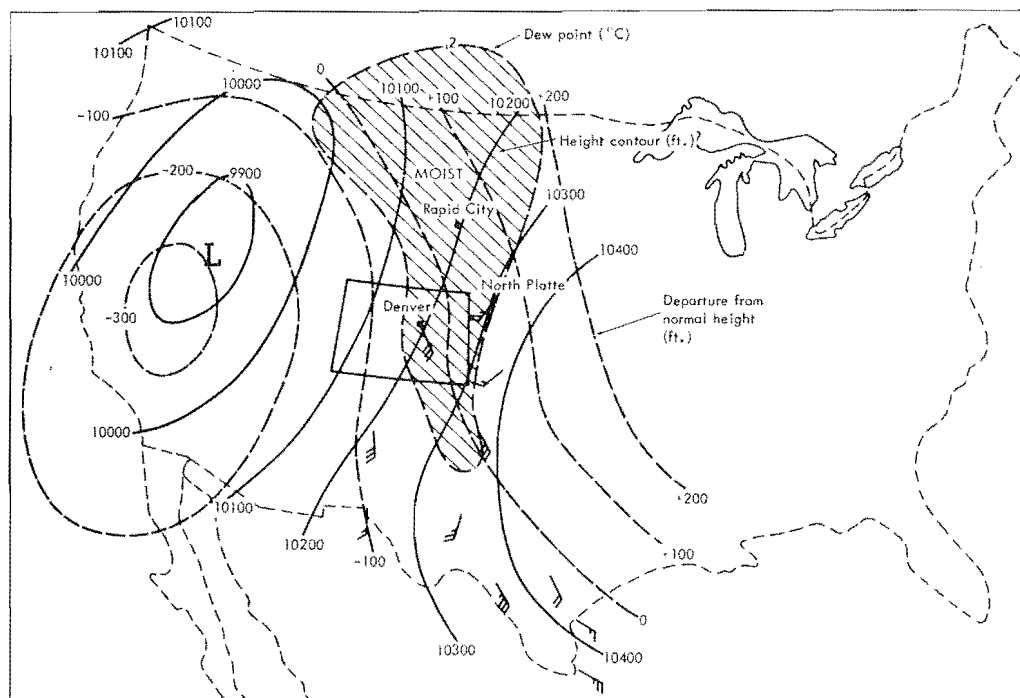 10100
10100
Dew point (°C)
2
0
10000
10100
+100
10200
+200
-100
Height contour (ft.)
-200
9900
MOIST
10300
Rapid City
L
10400
10000
North Platte
Denver
Departure from
normal height
(ft.)
-300
10000
10100
+200
10200
-100
-100
0
10300
10400